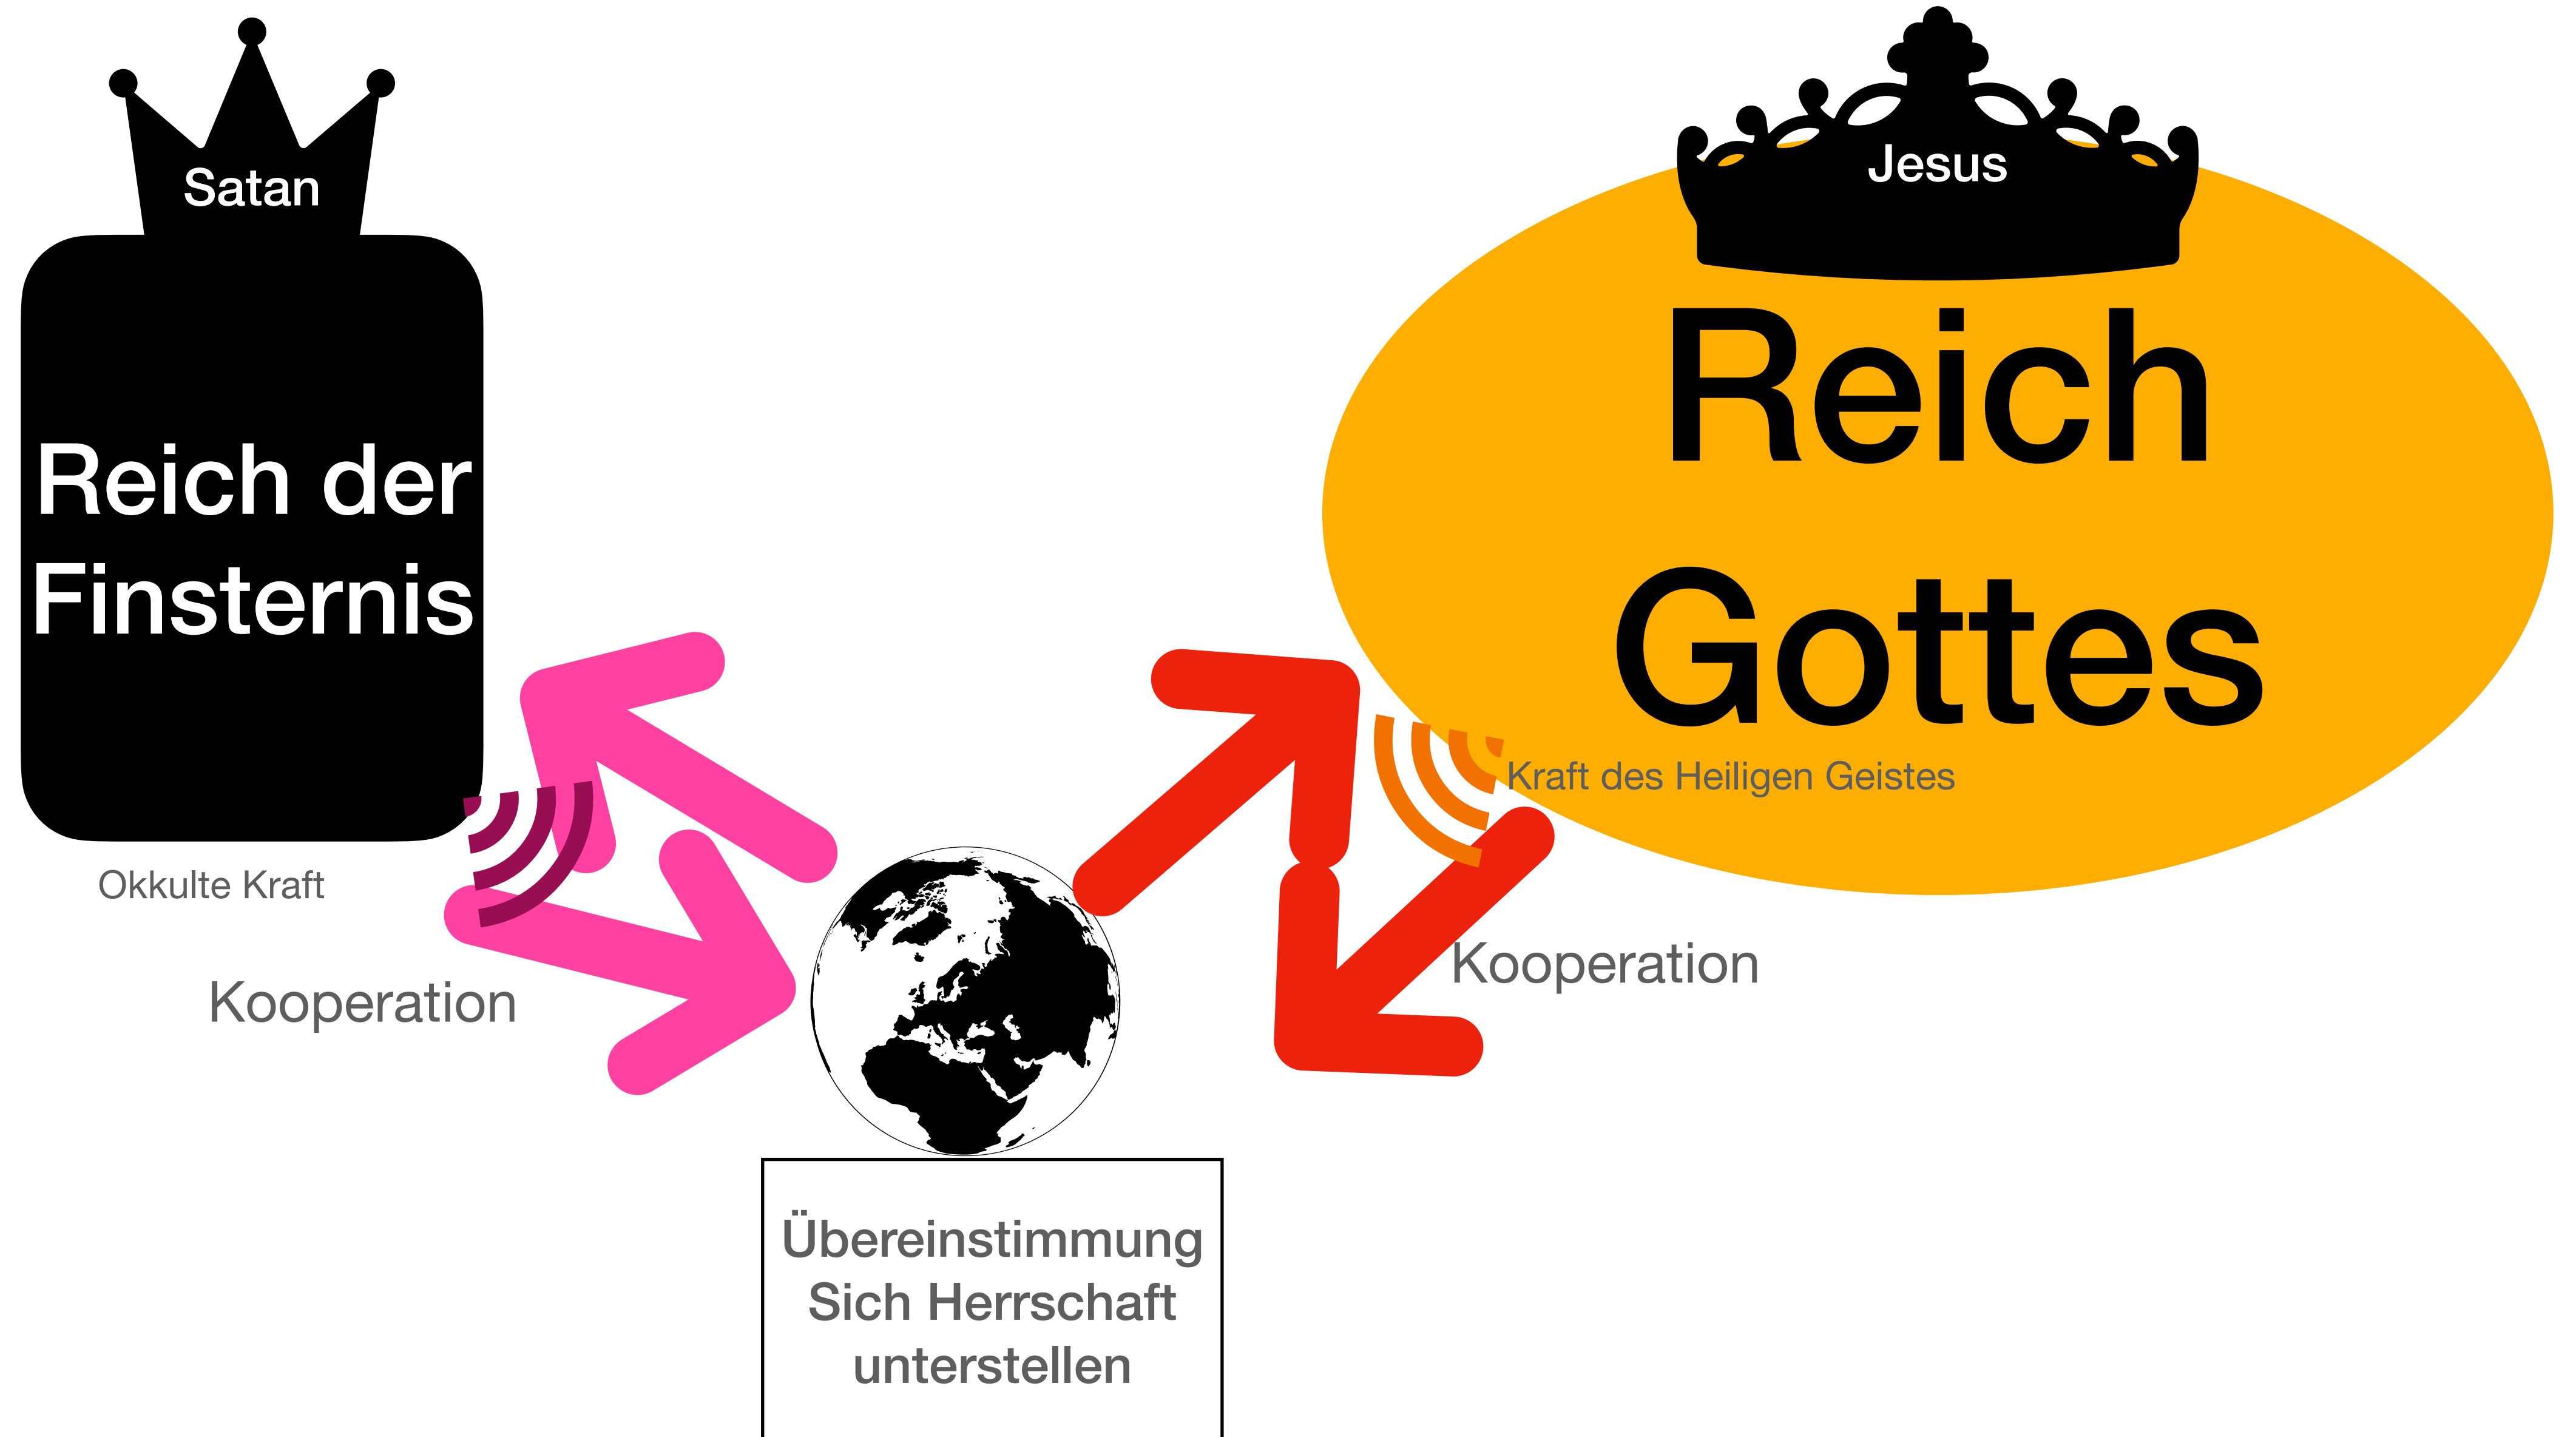 Satan
Reich der
Finsternis
Okkulte Kraft
Kooperation
Jesus
Reich
Gottes
Kraft des Heiligen Geistes
Kooperation
Übereinstimmung
Sich Herrschaft
unterstellen